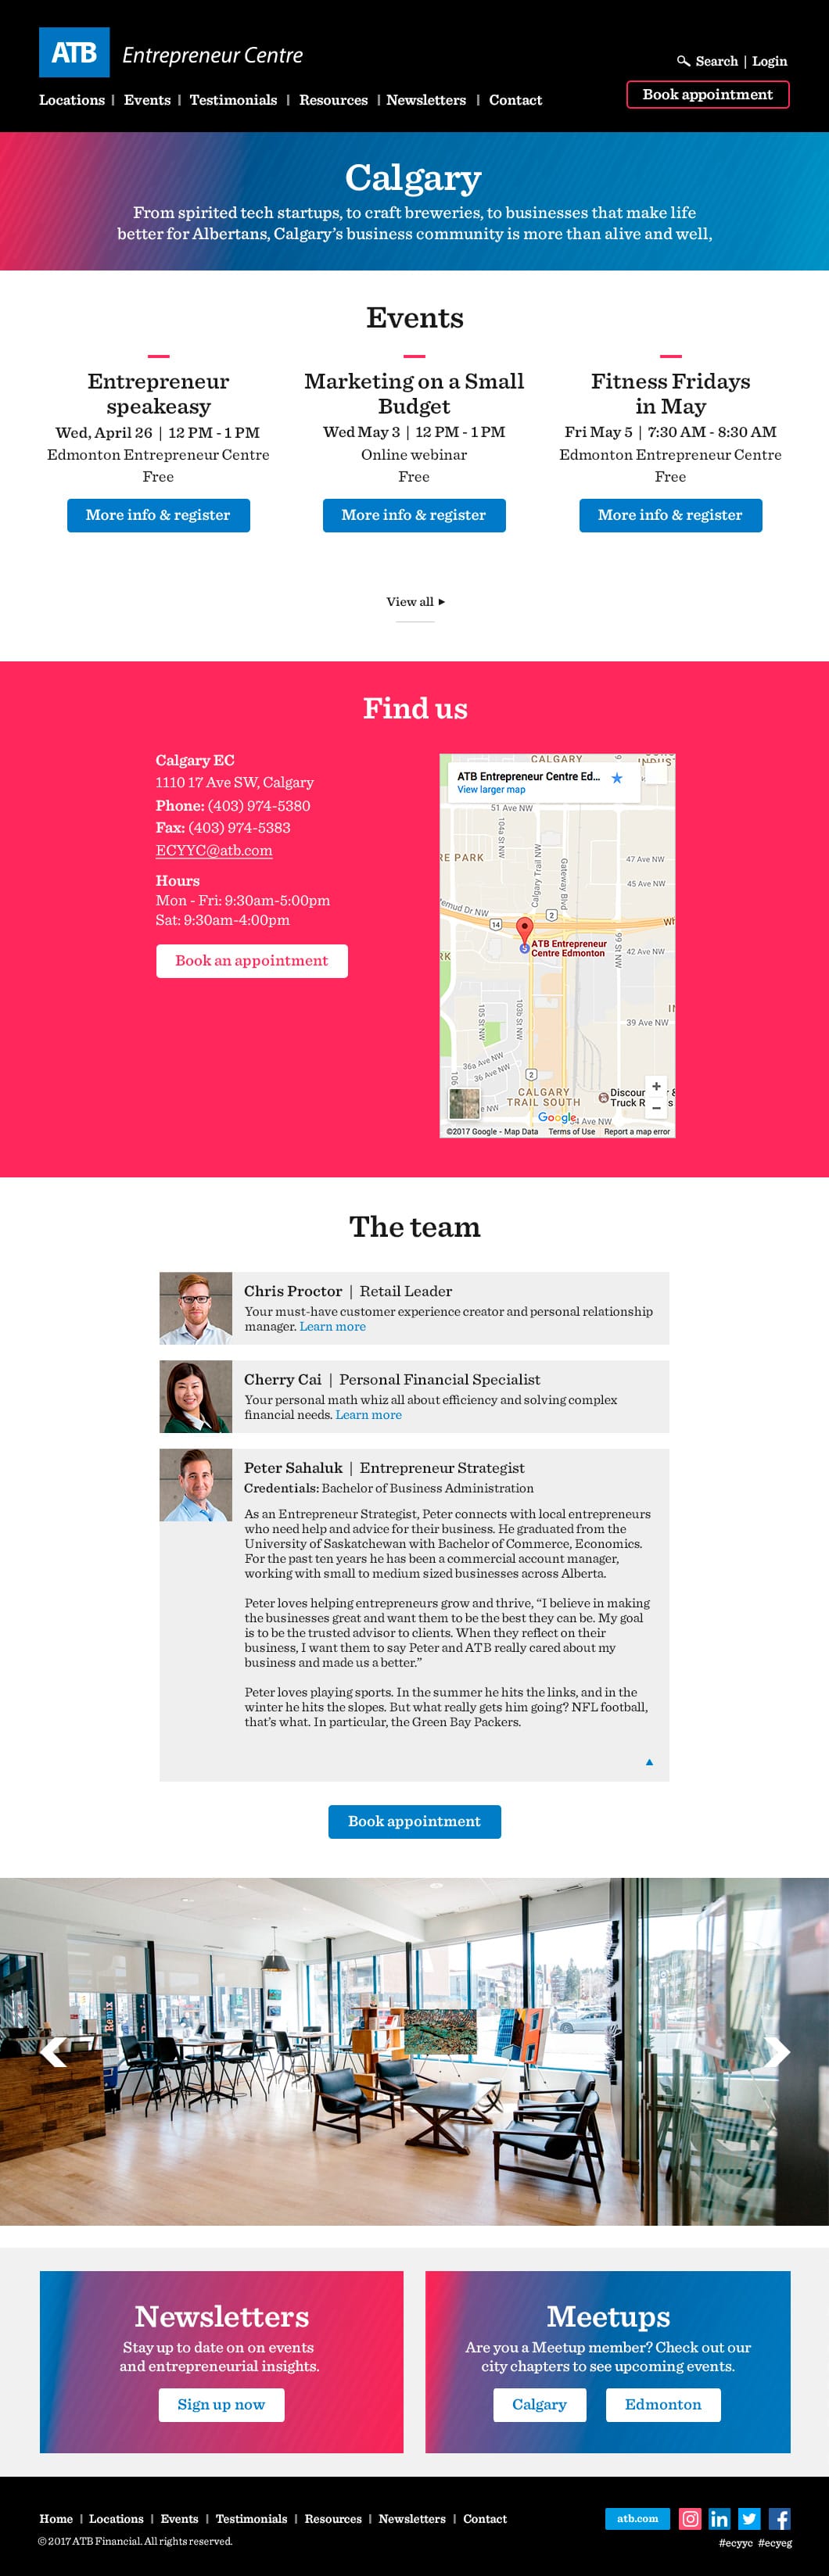 ATB Entrepreneur Centre
Search | Login
Locations | Events | Testimonials | Resources | Newsletters | Contact
Book appointment
Calgary
From spirited tech startups, to craft breweries, to businesses that make life
better for Albertans, Calgary's business community is more than alive and well,
Events
Entrepreneur
speakeasy
Wed, April 26 | 12 PM - 1 PM
Edmonton Entrepreneur Centre
Free
More info & register
Marketing on a Small
Budget
Wed May 3 | 12 PM - 1 PM
Online webinar
Free
More info & register
Fitness Fridays
in May
Fri May 5 | 7:30 AM - 8:30 AM
Edmonton Entrepreneur Centre
Free
More info & register
View all ►
Find us
Calgary EC
1110 17 Ave SW, Calgary
Phone: (403) 974-5380
Fax: (403) 974-5383
ECYYC@atb.com
Hours
Mon - Fri: 9:30am-5:00pm
Sat: 9:30am-4:00pm
Book an appointment
CALGARY
ATB Entrepreneur Centre Ed...
View larger map
51 Ave NW
104a St NW
RE PARK
Calgary Trail NW
Gateway Blvd
47 Ave NW
45 Ave NW
emud Dr NW
2
14
Wh
ATB Entrepreneur
Centre Edmonton
99 St NW
42 Ave NW
RK
105 St NW
103b St NW
39 Ave NW
36a Ave NW
36 Ave NW
2
106
CALGARY
TRAIL SOUTH
Discour
Truck R
Google
©2017 Google - Map Data Terms of Use Report a map error
The team
Chris Proctor | Retail Leader
Your must-have customer experience creator and personal relationship
manager. Learn more
Cherry Cai | Personal Financial Specialist
Your personal math whiz all about efficiency and solving complex
financial needs. Learn more
Peter Sahaluk | Entrepreneur Strategist
Credentials: Bachelor of Business Administration
As an Entrepreneur Strategist, Peter connects with local entrepreneurs
who need help and advice for their business. He graduated from the
University of Saskatchewan with Bachelor of Commerce, Economics.
For the past ten years he has been a commercial account manager,
working with small to medium sized businesses across Alberta.
Peter loves helping entrepreneurs grow and thrive, "I believe in making
the businesses great and want them to be the best they can be. My goal
is to be the trusted advisor to clients. When they reflect on their
business, I want them to say Peter and ATB really cared about my
business and made us a better."
Peter loves playing sports. In the summer he hits the links, and in the
winter he hits the slopes. But what really gets him going? NFL football,
that's what. In particular, the Green Bay Packers.
Book appointment
Remix
Newsletters
Stay up to date on on events
and entrepreneurial insights.
Sign up now
Meetups
Are you a Meetup member? Check out our
city chapters to see upcoming events.
Calgary
Edmonton
Home | Locations | Events | Testimonials | Resources | Newsletters | Contact
atb.com
© 2017 ATB Financial. All rights reserved.
#ecyyc #ecyeg